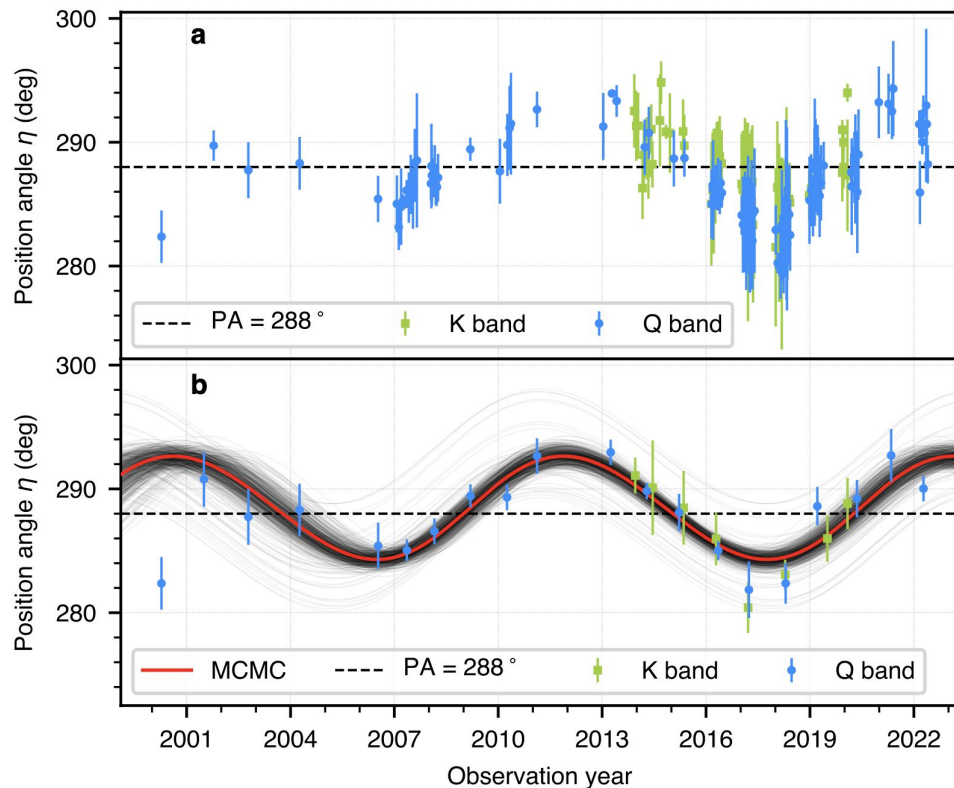 a
300
290
280
Position angle η (deg)
PA = 288°
K band
Q band
b
300
290
280
Position angle η (deg)
MCMC
PA = 288°
K band
Q band
2001 2004 2007 2010 2013 2016 2019 2022
Observation year